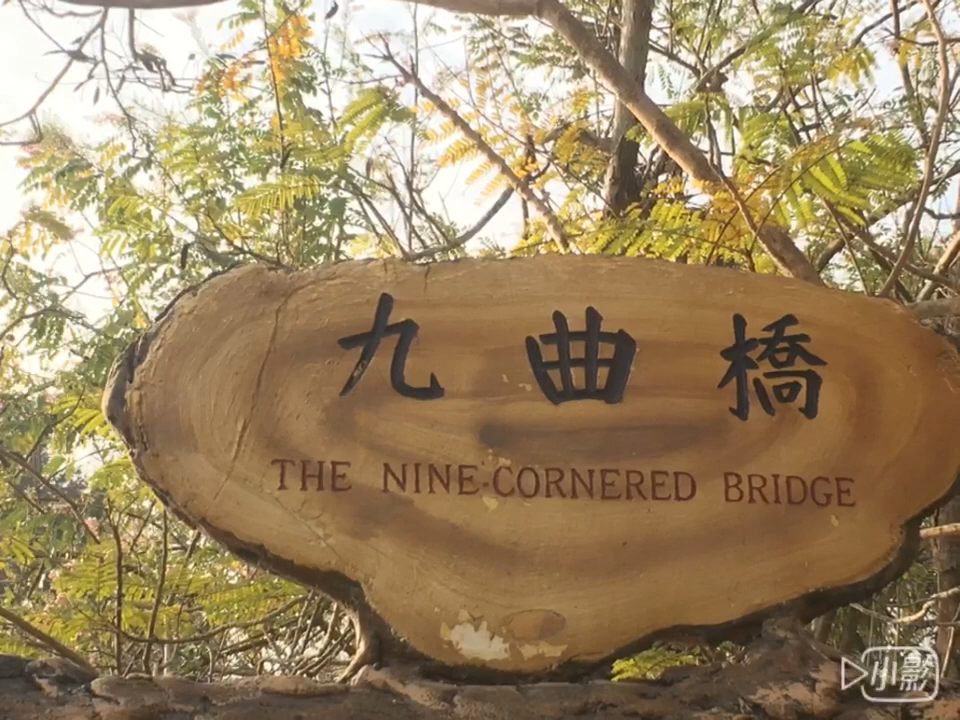 九曲橋
THE NINE-CORNERED BRIDGE
小影